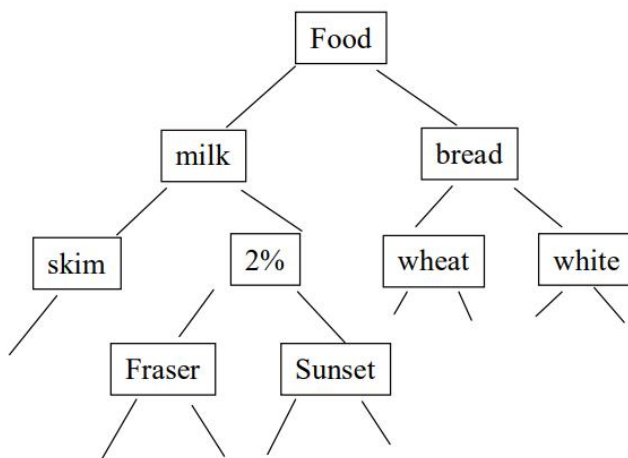 Food
milk
bread
skim
2%
wheat
white
Fraser
Sunset